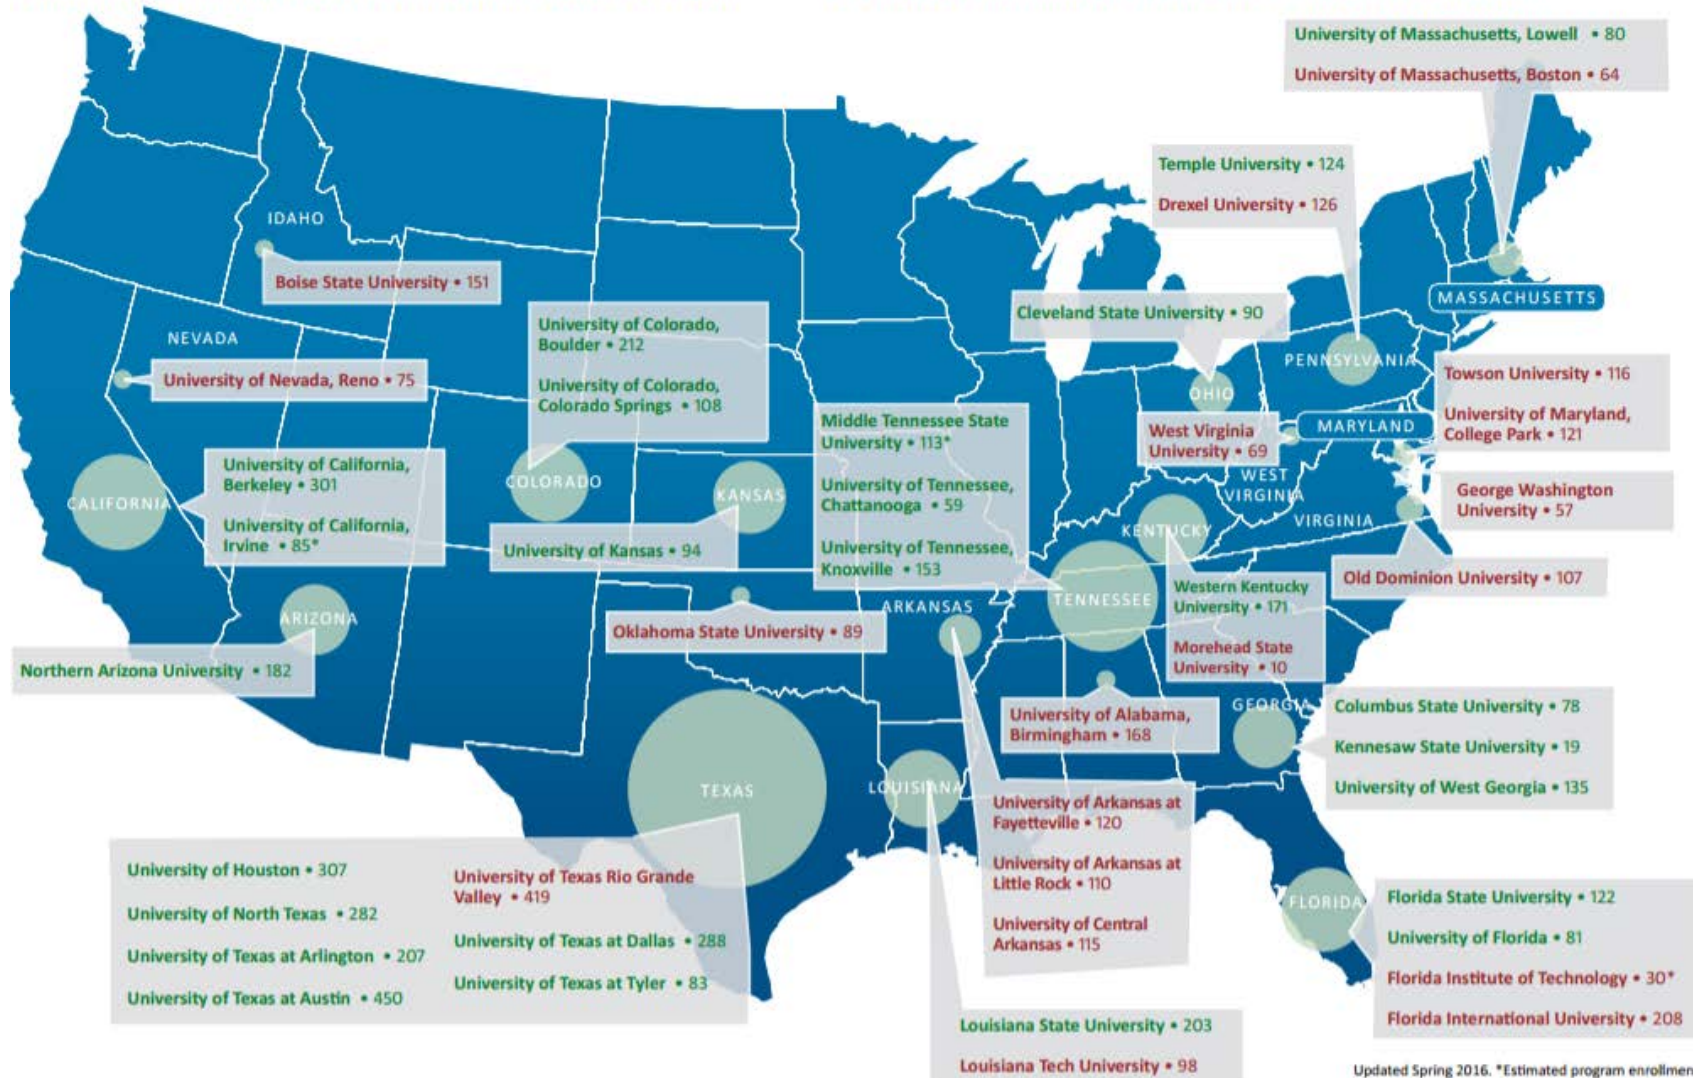 University of Massachusetts, Lowell • 80
University of Massachusetts, Boston • 64
Temple University • 124
Drexel University • 126
IDAHO
Boise State University • 151
MASSACHUSETTS
Cleveland State University • 90
University of Colorado,
Boulder • 212
University of Colorado,
Colorado Springs • 108
NEVADA
University of Nevada, Reno • 75
PENNSYLVANIA
OHIO
Towson University • 116
University of Maryland,
College Park • 121
MARYLAND
West Virginia
University • 69
Middle Tennessee State
University • 113*
University of Tennessee,
Chattanooga • 59
University of Tennessee,
Knoxville • 153
CALIFORNIA
University of California,
Berkeley • 301
University of California,
Irvine • 85*
COLORADO
KANSAS
University of Kansas • 94
WEST
VIRGINIA
VIRGINIA
George Washington
University • 57
KENTUCKY
Old Dominion University • 107
Western Kentucky
University • 171
Morehead State
University • 10
TENNESSEE
ARKANSAS
ARIZONA
Oklahoma State University • 89
Northern Arizona University • 182
University of Alabama,
Birmingham • 168
GEORGIA
Columbus State University • 78
Kennesaw State University • 19
University of West Georgia • 135
TEXAS
LOUISIANA
University of Arkansas at
Fayetteville • 120
University of Arkansas at
Little Rock • 110
University of Central
Arkansas • 115
University of Houston • 307
University of North Texas • 282
University of Texas at Arlington • 207
University of Texas at Austin • 450
University of Texas Rio Grande
Valley • 419
University of Texas at Dallas • 288
University of Texas at Tyler • 83
FLORIDA
Florida State University • 122
University of Florida • 81
Florida Institute of Technology • 30*
Florida International University • 208
Louisiana State University • 203
Louisiana Tech University • 98
Updated Spring 2016. *Estimated program enrollmen